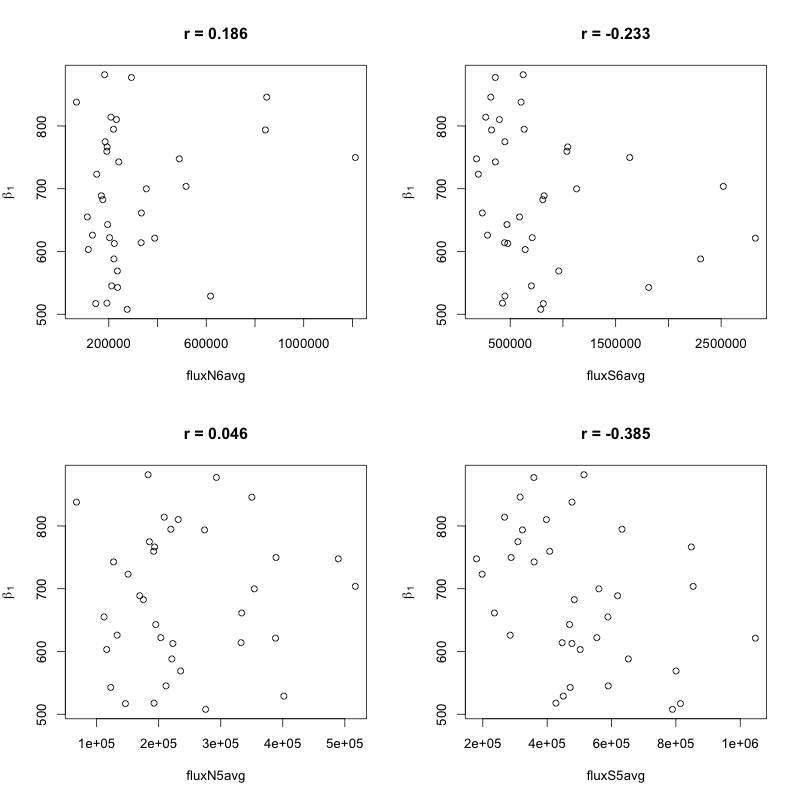 r = 0.186
β1
500 600 700 800
200000 600000 1000000
fluxN6avg
r = -0.233
β1
500 600 700 800
500000 1500000 2500000
fluxS6avg
r = 0.046
β1
500 600 700 800
1e+05 2e+05 3e+05 4e+05 5e+05
fluxN5avg
r = -0.385
β1
500 600 700 800
2e+05 4e+05 6e+05 8e+05 1e+06
fluxS5avg